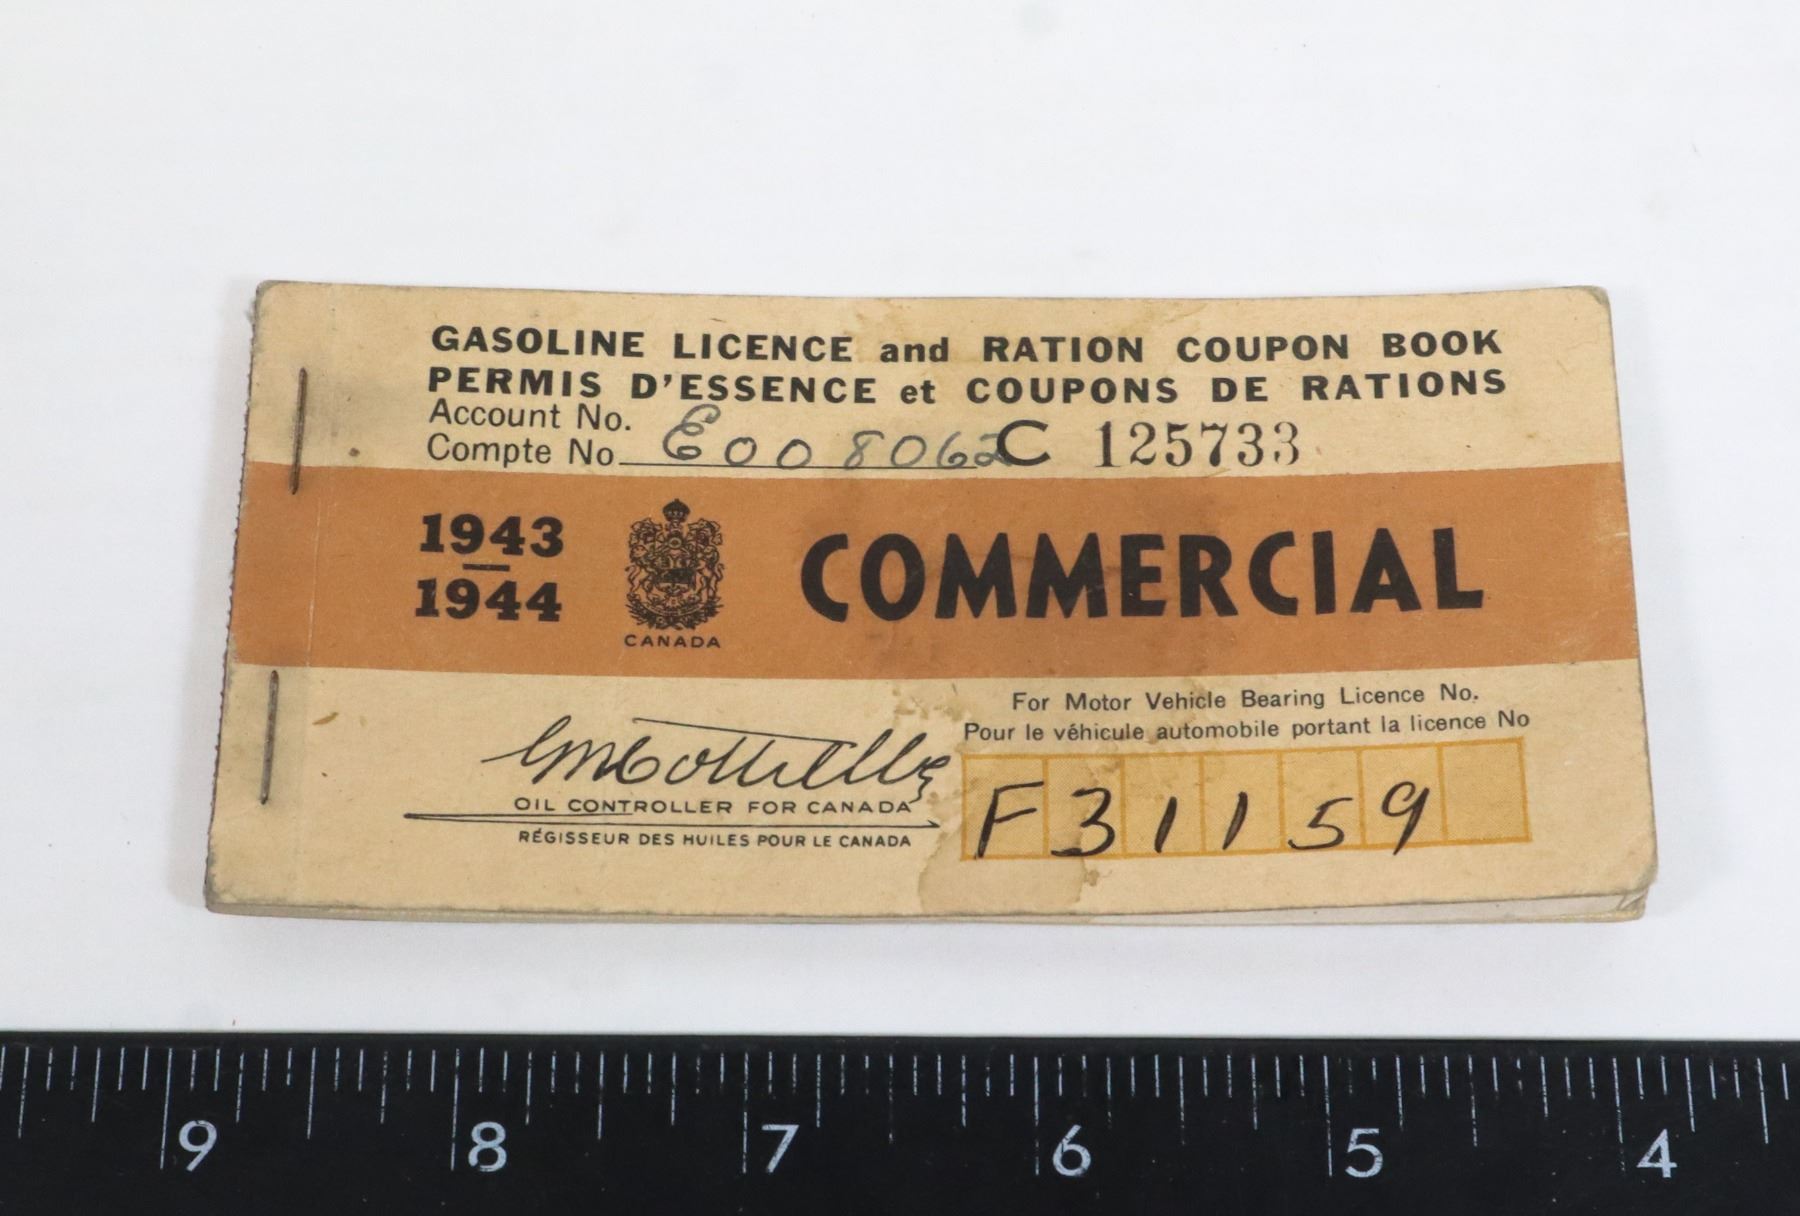 GASOLINE LICENCE and RATION COUPON BOOK
PERMIS D'ESSENCE et COUPONS DE RATIONS
Account No.
Compte No E008062 C 125733
1943
1944
CANADA
COMMERCIAL
For Motor Vehicle Bearing Licence No.
Pour le véhicule automobile portant la licence No
F31159
OIL CONTROLLER FOR CANADA
RÉGISSEUR DES HUILES POUR LE CANADA
9 8 7 6 5 4